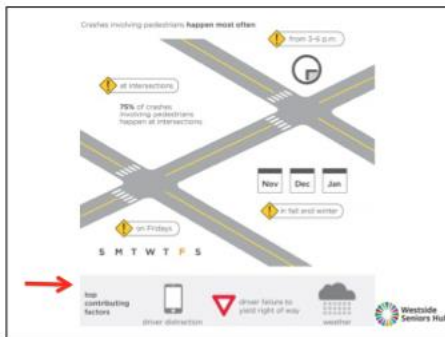 Crashes involving pedestrians happen most often
from 3-6 p.m.
at intersections
75% of crashes
involving pedestrians
happen at intersections
Nov Dec Jan
in fall and winter
on Fridays
S M T W T F S
top
contributing
factors
driver distraction
driver failure to
yield right of way
weather
Westside
Seniors Hub